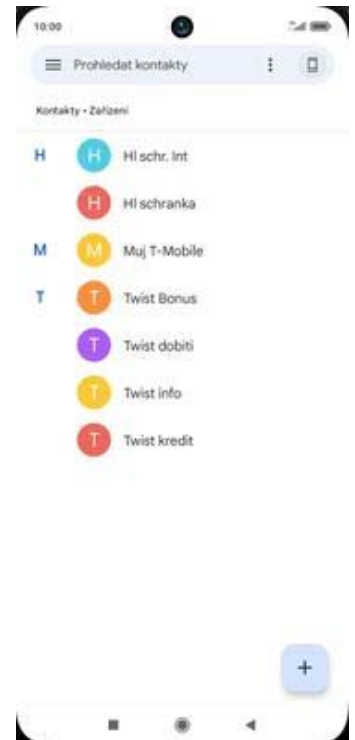 10:00
Prohledat kontakty
Kontakty • Zařízení
H
H
Hl schr. Int
H
Hl schranka
M
M
Muj T-Mobile
T
T
Twist Bonus
T
Twist dobiti
T
Twist info
T
Twist kredit